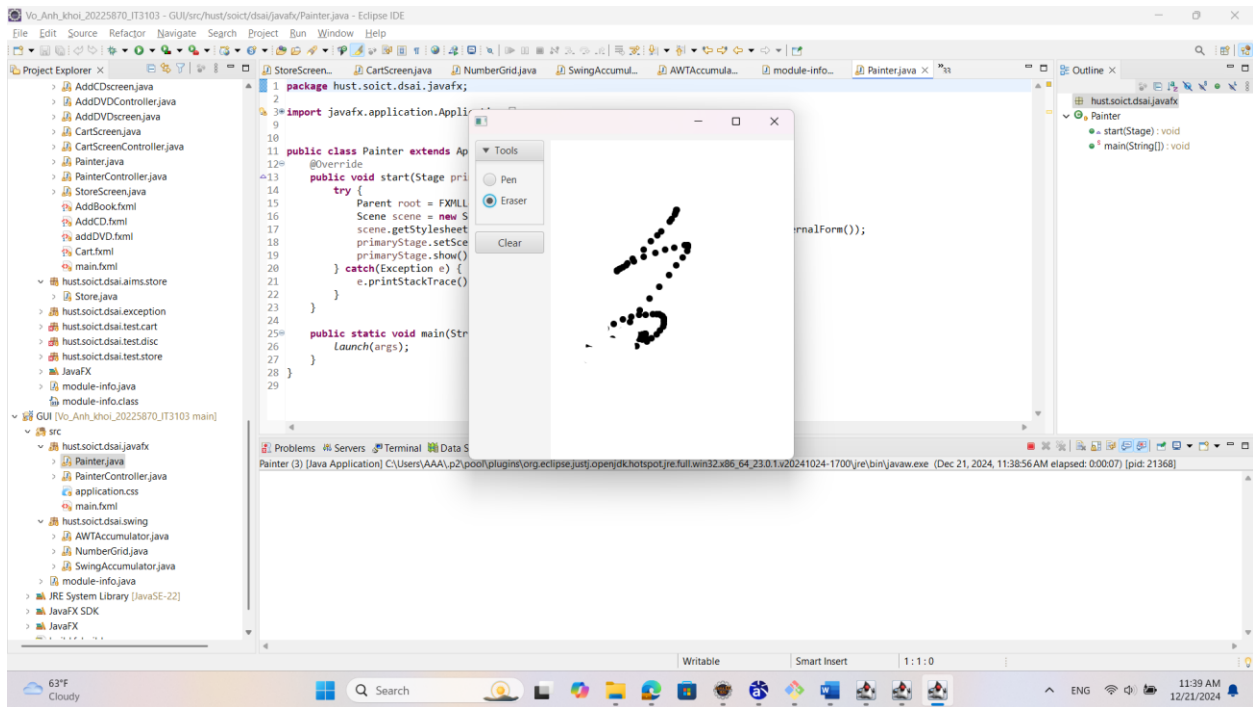 Vo_Anh_khoi_20225870_IT3103 - GUI/src/hust/soict/dsai/javafx/Painter.java - Eclipse IDE
File Edit Source Refactor Navigate Search Project Run Window Help
Project Explorer
AddCDscreen.java
AddDVDController.java
AddDVDscreen.java
CartScreen.java
CartScreenController.java
Painter.java
PainterController.java
StoreScreen.java
AddBook.fxml
AddCD.fxml
addDVD.fxml
Cart.fxml
main.fxml
hust.soict.dsai.aims.store
Store.java
hust.soict.dsai.exception
hust.soict.dsai.test.cart
hust.soict.dsai.test.disc
hust.soict.dsai.test.store
JavaFX
module-info.java
module-info.class
GUI [Vo_Anh_khoi_20225870_IT3103 main]
src
hust.soict.dsai.javafx
Painter.java
PainterController.java
application.css
main.fxml
hust.soict.dsai.swing
AWTAccumulator.java
NumberGrid.java
SwingAccumulator.java
module-info.java
JRE System Library [JavaSE-22]
JavaFX SDK
JavaFX
StoreScreen... CartScreen.java NumberGrid.java SwingAccumul... AWTAccumula... module-info... Painter.java
1 package hust.soict.dsai.javafx;
2
3 import javafx.application.Appli
9
10
11 public class Painter extends Ap
12 @Override
13 public void start(Stage pri
14 try {
15 Parent root = FXMLL
16 Scene scene = new S
17 scene.getStylesheet ernalForm());
18 primaryStage.setSce
19 primaryStage.show()
20 } catch(Exception e) {
21 e.printStackTrace()
22 }
23 }
24
25 public static void main(Str
26 launch(args);
27 }
28 }
29
Tools
Pen
Eraser
Clear
Outline
hust.soict.dsai.javafx
Painter
start(Stage) : void
main(String[]) : void
Problems Servers Terminal Data S
Painter (3) [Java Application] C:\Users\AAA\.p2\pool\plugins\org.eclipse.justj.openjdk.hotspot.jre.full.win32.x86_64_23.0.1.v20241024-1700\jre\bin\javaw.exe (Dec 21, 2024, 11:38:56 AM elapsed: 0:00:07) [pid: 21368]
Writable Smart Insert 1 : 1 : 0
63°F
Cloudy
Search
ENG
11:39 AM
12/21/2024